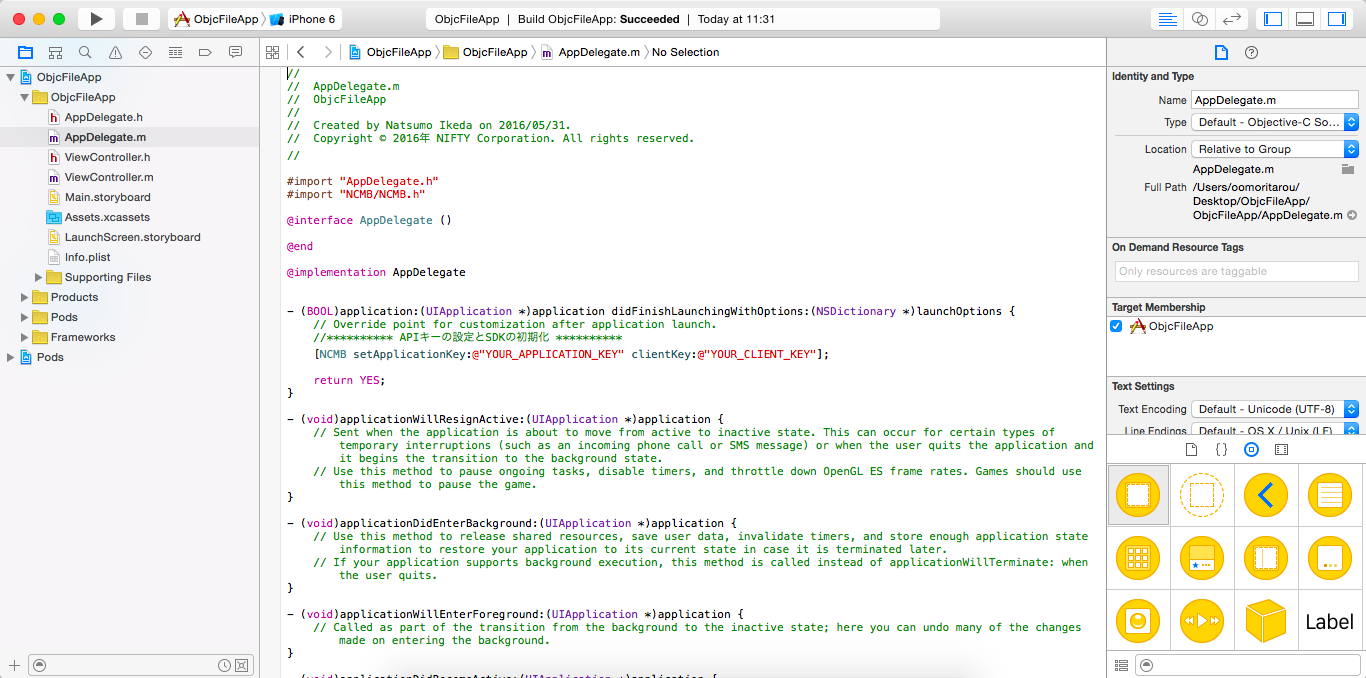 ObjcFileApp 〉 iPhone 6
ObjcFileApp | Build ObjcFileApp: Succeeded | Today at 11:31
ObjcFileApp 〉 ObjcFileApp 〉 AppDelegate.m 〉 No Selection
ObjcFileApp
ObjcFileApp
AppDelegate.h
AppDelegate.m
ViewController.h
ViewController.m
Main.storyboard
Assets.xcassets
LaunchScreen.storyboard
Info.plist
Supporting Files
Products
Pods
Frameworks
Pods
//
//  AppDelegate.m
//  ObjcFileApp
//
//  Created by Natsumo Ikeda on 2016/05/31.
//  Copyright © 2016年 NIFTY Corporation. All rights reserved.
//
#import "AppDelegate.h"
#import "NCMB/NCMB.h"
@interface AppDelegate ()
@end
@implementation AppDelegate
- (BOOL)application:(UIApplication *)application didFinishLaunchingWithOptions:(NSDictionary *)launchOptions {
// Override point for customization after application launch.
//********** APIキーの設定とSDKの初期化 **********
[NCMB setApplicationKey:@"YOUR_APPLICATION_KEY" clientKey:@"YOUR_CLIENT_KEY"];
return YES;
}
- (void)applicationWillResignActive:(UIApplication *)application {
// Sent when the application is about to move from active to inactive state. This can occur for certain types of
temporary interruptions (such as an incoming phone call or SMS message) or when the user quits the application and
it begins the transition to the background state.
// Use this method to pause ongoing tasks, disable timers, and throttle down OpenGL ES frame rates. Games should use
this method to pause the game.
}
- (void)applicationDidEnterBackground:(UIApplication *)application {
// Use this method to release shared resources, save user data, invalidate timers, and store enough application state
information to restore your application to its current state in case it is terminated later.
// If your application supports background execution, this method is called instead of applicationWillTerminate: when
the user quits.
}
- (void)applicationWillEnterForeground:(UIApplication *)application {
// Called as part of the transition from the background to the inactive state; here you can undo many of the changes
made on entering the background.
}
- (void)applicationDidBecomeActive:(UIApplication *)application {
Identity and Type
Name AppDelegate.m
Type Default - Objective-C So...
Location Relative to Group
AppDelegate.m
Full Path /Users/oomoritarou/
Desktop/ObjcFileApp/
ObjcFileApp/AppDelegate.m
On Demand Resource Tags
Only resources are taggable
Target Membership
ObjcFileApp
Text Settings
Text Encoding Default - Unicode (UTF-8)
Line Endings Default - OS X / Unix (LF)
Label